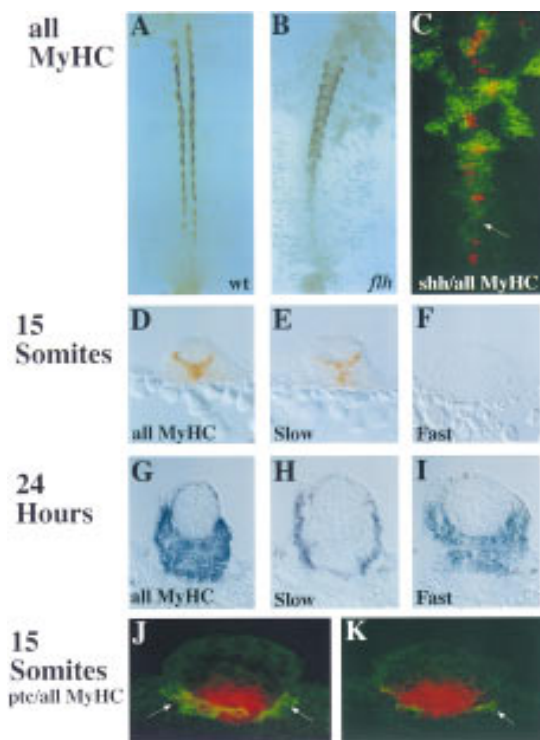 all
MyHC
A
B
C
wt
flh
shh/all MyHC
15
Somites
D
E
F
all MyHC
Slow
Fast
24
Hours
G
H
I
all MyHC
Slow
Fast
15
Somites
ptc/all MyHC
J
K